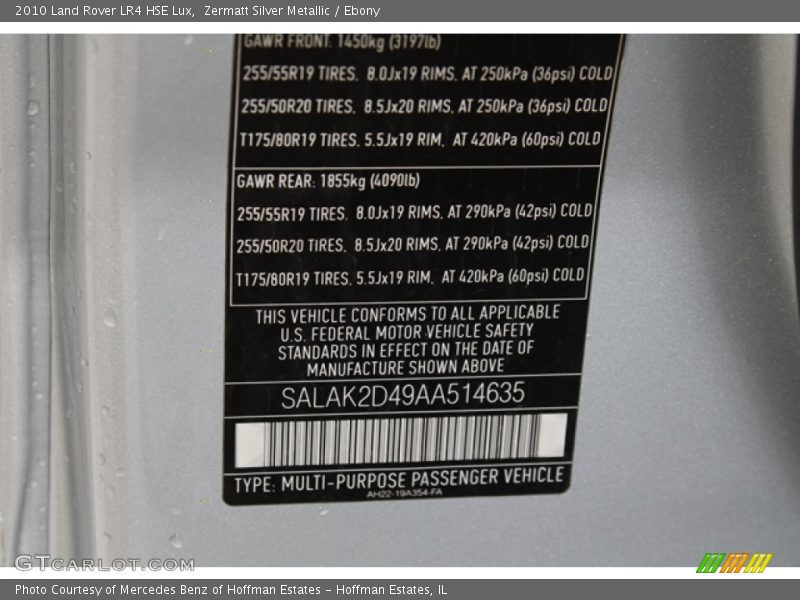 2010 Land Rover LR4 HSE Lux,  Zermatt Silver Metallic / Ebony
GAWR FRONT: 1450kg (3197lb)
255/55R19 TIRES, 8.0Jx19 RIMS, AT 250kPa (36psi) COLD
255/50R20 TIRES, 8.5Jx20 RIMS, AT 250kPa (36psi) COLD
T175/80R19 TIRES, 5.5Jx19 RIM, AT 420kPa (60psi) COLD
GAWR REAR: 1855kg (4090lb)
255/55R19 TIRES, 8.0Jx19 RIMS, AT 290kPa (42psi) COLD
255/50R20 TIRES, 8.5Jx20 RIMS, AT 290kPa (42psi) COLD
T175/80R19 TIRES, 5.5Jx19 RIM, AT 420kPa (60psi) COLD
THIS VEHICLE CONFORMS TO ALL APPLICABLE
U.S. FEDERAL MOTOR VEHICLE SAFETY
STANDARDS IN EFFECT ON THE DATE OF
MANUFACTURE SHOWN ABOVE
SALAK2D49AA514635
TYPE: MULTI-PURPOSE PASSENGER VEHICLE
AH22-19A354-FA
GTCARLOT.COM
Photo Courtesy of Mercedes Benz of Hoffman Estates - Hoffman Estates, IL